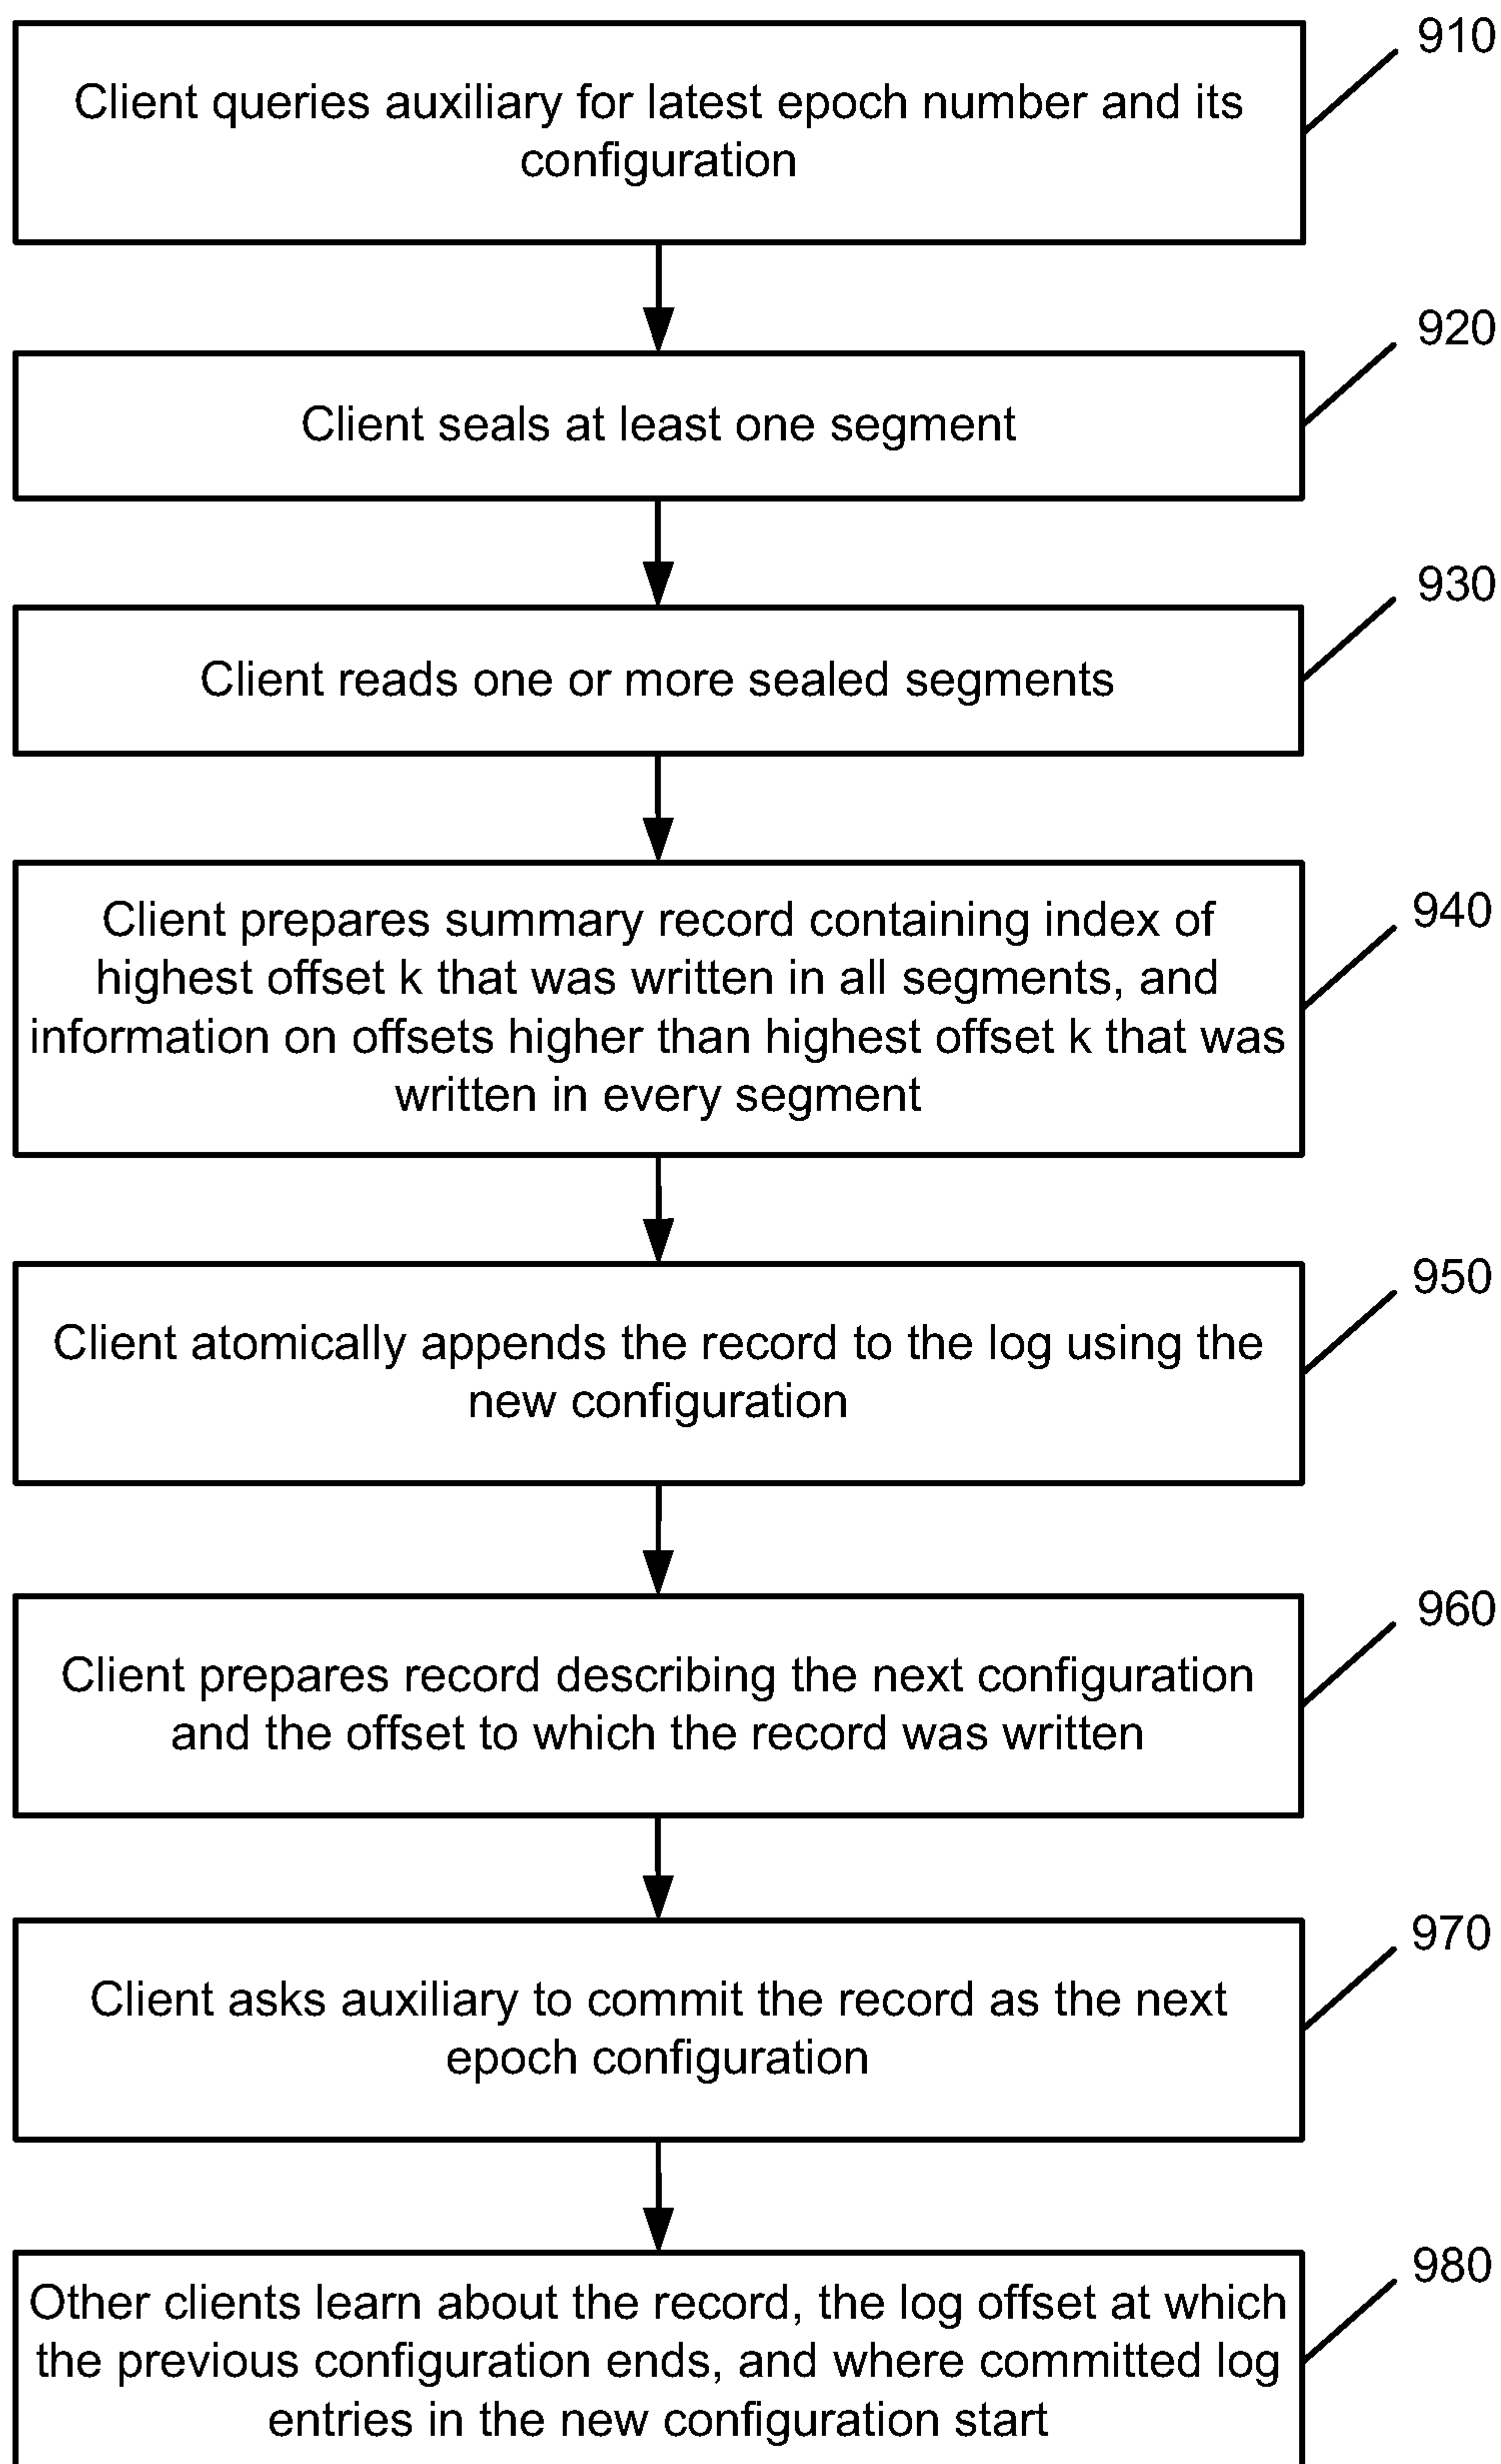 910
Client queries auxiliary for latest epoch number and its
configuration
920
Client seals at least one segment
930
Client reads one or more sealed segments
940
Client prepares summary record containing index of
highest offset k that was written in all segments, and
information on offsets higher than highest offset k that was
written in every segment
950
Client atomically appends the record to the log using the
new configuration
960
Client prepares record describing the next configuration
and the offset to which the record was written
970
Client asks auxiliary to commit the record as the next
epoch configuration
980
Other clients learn about the record, the log offset at which
the previous configuration ends, and where committed log
entries in the new configuration start